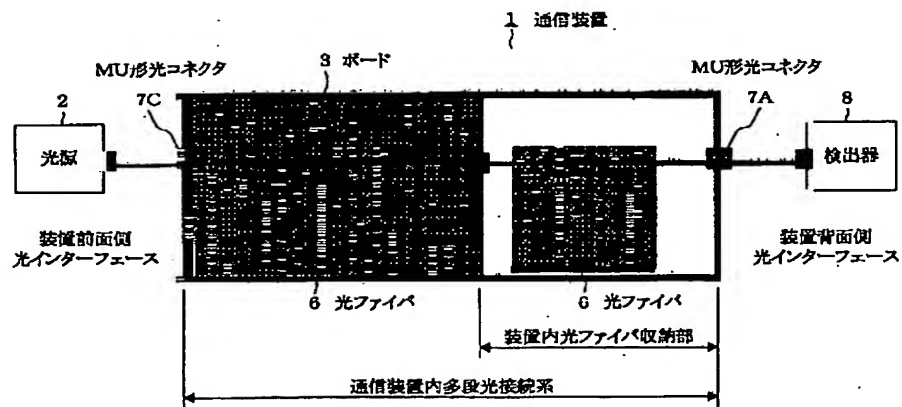 1 通信装置
3 ボード
MU形光コネクタ
MU形光コネクタ
2
7C
7A
8
光源
検出器
装置前面側
光インターフェース
装置背面側
光インターフェース
6 光ファイバ
6 光ファイバ
装置内光ファイバ収納部
通信装置内多段光接続系